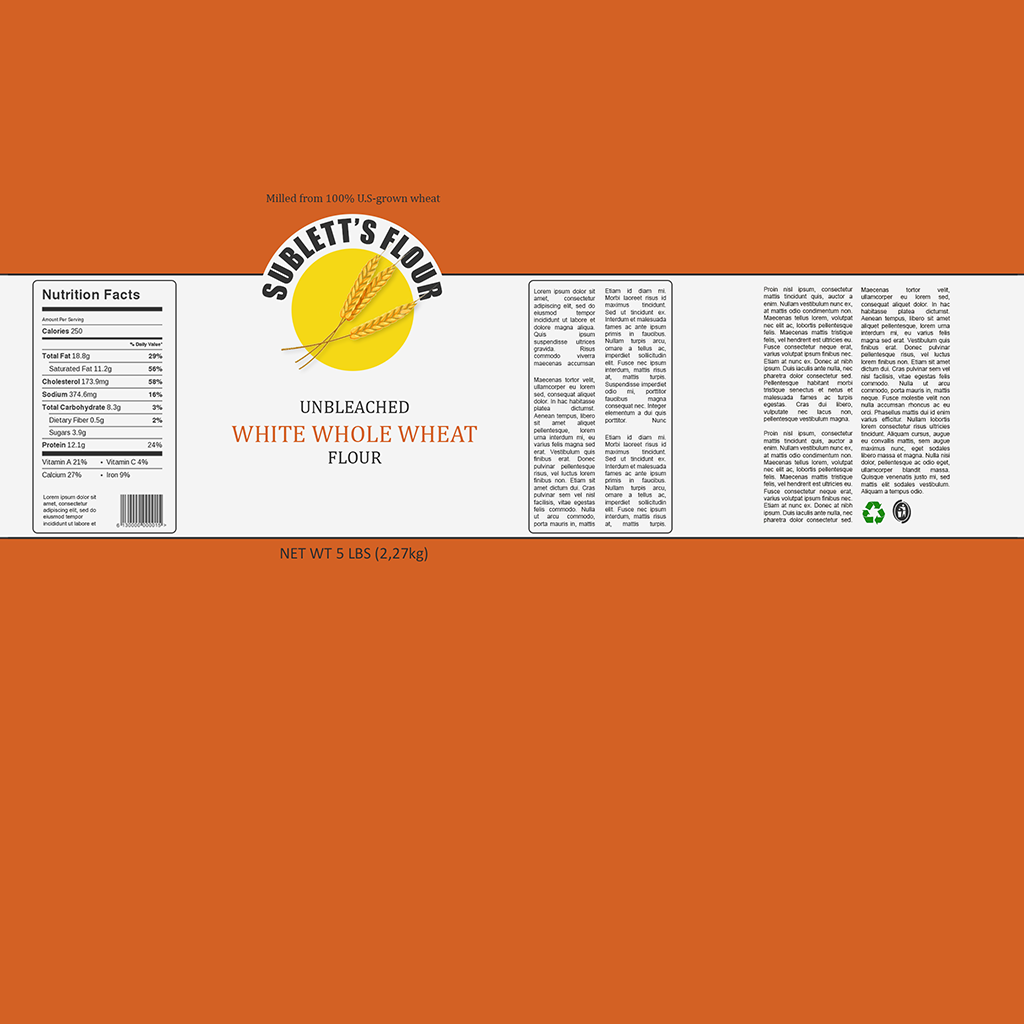 Milled from 100% U.S-grown wheat
SUBLETT'S FLOUR
UNBLEACHED
WHITE WHOLE WHEAT
FLOUR
NET WT 5 LBS (2,27kg)
Nutrition Facts
Amount Per Serving
Calories 250
% Daily Value*
Total Fat 18.8g 29%
Saturated Fat 11.2g 56%
Cholesterol 173.9mg 58%
Sodium 374.6mg 16%
Total Carbohydrate 8.3g 3%
Dietary Fiber 0.5g 2%
Sugars 3.9g
Protein 12.1g 24%
Vitamin A 21% • Vitamin C 4%
Calcium 27% • Iron 9%
Lorem ipsum dolor sit
amet, consectetur
adipiscing elit, sed do
eiusmod tempor
incididunt ut labore et
6 130000 000015 >
Lorem ipsum dolor sit
amet, consectetur
adipiscing elit, sed do
eiusmod tempor
incididunt ut labore et
dolore magna aliqua.
Quis ipsum
suspendisse ultrices
gravida. Risus
commodo viverra
maecenas accumsan
Maecenas tortor velit,
ullamcorper eu lorem
sed, consequat aliquet
dolor. In hac habitasse
platea dictumst.
Aenean tempus, libero
sit amet aliquet
pellentesque, lorem
urna interdum mi, eu
varius felis magna sed
erat. Vestibulum quis
finibus erat. Donec
pulvinar pellentesque
risus, vel luctus lorem
finibus non. Etiam sit
amet dictum dui. Cras
pulvinar sem vel nisl
facilisis, vitae egestas
felis commodo. Nulla
ut arcu commodo,
porta mauris in, mattis
Etiam id diam mi.
Morbi laoreet risus id
maximus tincidunt.
Sed ut tincidunt ex.
Interdum et malesuada
fames ac ante ipsum
primis in faucibus.
Nullam turpis arcu,
ornare a tellus ac,
imperdiet sollicitudin
elit. Fusce nec ipsum
interdum, mattis risus
at, mattis turpis.
Suspendisse imperdiet
odio mi, porttitor
faucibus magna
consequat nec. Integer
elementum a dui quis
porttitor. Nunc
Etiam id diam mi.
Morbi laoreet risus id
maximus tincidunt.
Sed ut tincidunt ex.
Interdum et malesuada
fames ac ante ipsum
primis in faucibus.
Nullam turpis arcu,
ornare a tellus ac,
imperdiet sollicitudin
elit. Fusce nec ipsum
interdum, mattis risus
at, mattis turpis.
Proin nisl ipsum, consectetur
mattis tincidunt quis, auctor a
enim. Nullam vestibulum nunc ex,
at mattis odio condimentum non.
Maecenas tellus lorem, volutpat
nec elit ac, lobortis pellentesque
felis. Maecenas mattis tristique
felis, vel hendrerit est ultricies eu.
Fusce consectetur neque erat,
varius volutpat ipsum finibus nec.
Etiam at nunc ex. Donec at nibh
ipsum. Duis iaculis ante nulla, nec
pharetra dolor consectetur sed.
Pellentesque habitant morbi
tristique senectus et netus et
malesuada fames ac turpis
egestas. Cras dui libero,
vulputate nec lacus non,
pellentesque vestibulum magna.
Proin nisl ipsum, consectetur
mattis tincidunt quis, auctor a
enim. Nullam vestibulum nunc ex,
at mattis odio condimentum non.
Maecenas tellus lorem, volutpat
nec elit ac, lobortis pellentesque
felis. Maecenas mattis tristique
felis, vel hendrerit est ultricies eu.
Fusce consectetur neque erat,
varius volutpat ipsum finibus nec.
Etiam at nunc ex. Donec at nibh
ipsum. Duis iaculis ante nulla, nec
pharetra dolor consectetur sed.
Maecenas tortor velit,
ullamcorper eu lorem sed,
consequat aliquet dolor. In hac
habitasse platea dictumst.
Aenean tempus, libero sit amet
aliquet pellentesque, lorem urna
interdum mi, eu varius felis
magna sed erat. Vestibulum quis
finibus erat. Donec pulvinar
pellentesque risus, vel luctus
lorem finibus non. Etiam sit amet
dictum dui. Cras pulvinar sem vel
nisl facilisis, vitae egestas felis
commodo. Nulla ut arcu
commodo, porta mauris in, mattis
neque. Fusce molestie velit non
nulla accumsan rhoncus ac eu
orci. Phasellus mattis dui id enim
varius efficitur. Nullam lobortis
lorem consectetur risus ultricies
tincidunt. Aliquam cursus, augue
eu convallis mattis, sem augue
maximus nunc, eget sodales
libero massa et magna. Nulla nisl
dolor, pellentesque ac odio eget,
ullamcorper blandit massa.
Quisque venenatis justo mi, sed
mattis elit sodales vestibulum.
Aliquam a tempus odio.